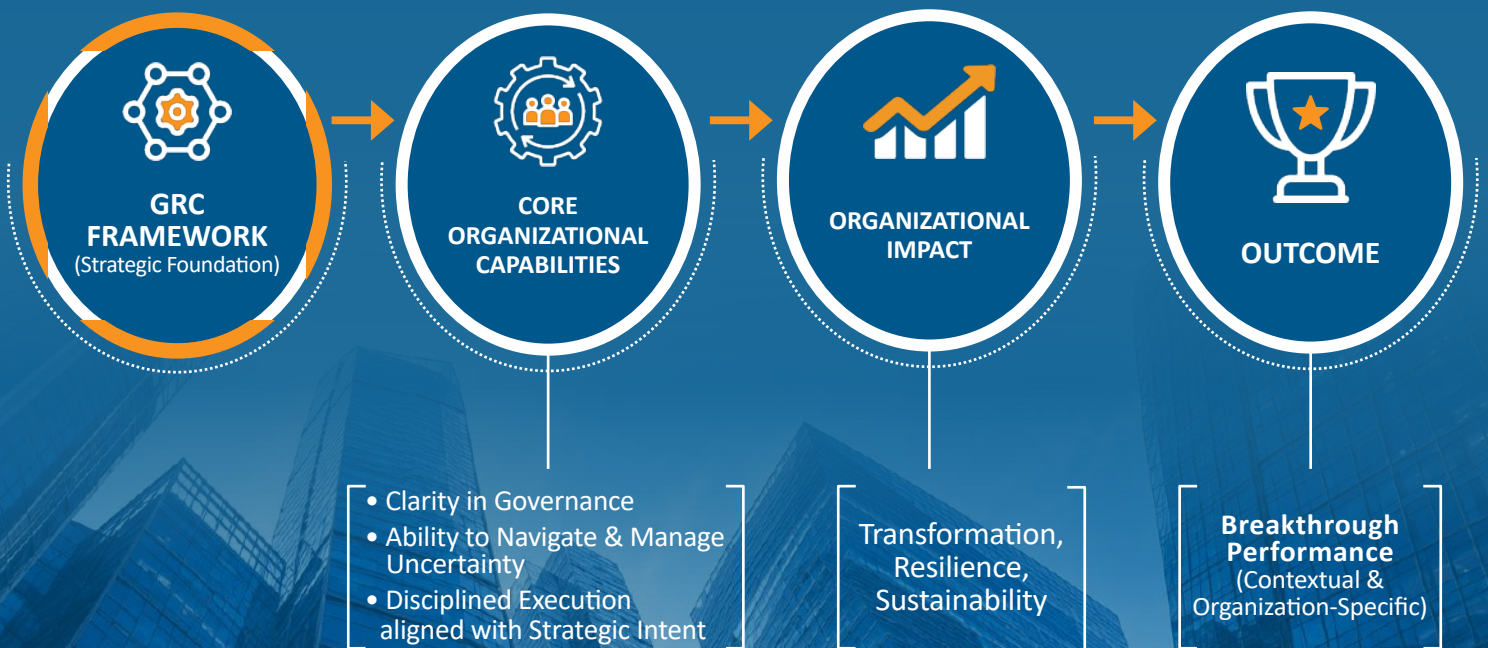 GRC
FRAMEWORK
(Strategic Foundation)
CORE
ORGANIZATIONAL
CAPABILITIES
ORGANIZATIONAL
IMPACT
OUTCOME
• Clarity in Governance
• Ability to Navigate & Manage
Uncertainty
• Disciplined Execution
aligned with Strategic Intent
Transformation,
Resilience,
Sustainability
Breakthrough
Performance
(Contextual &
Organization-Specific)